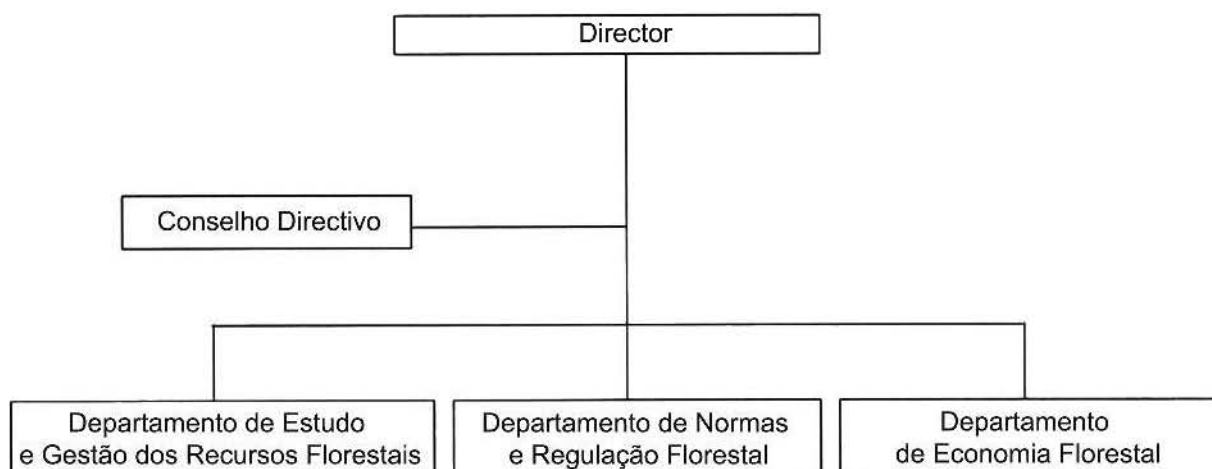 Director
Conselho Directivo
Departamento de Estudo
e Gestão dos Recursos Florestais
Departamento de Normas
e Regulação Florestal
Departamento
de Economia Florestal